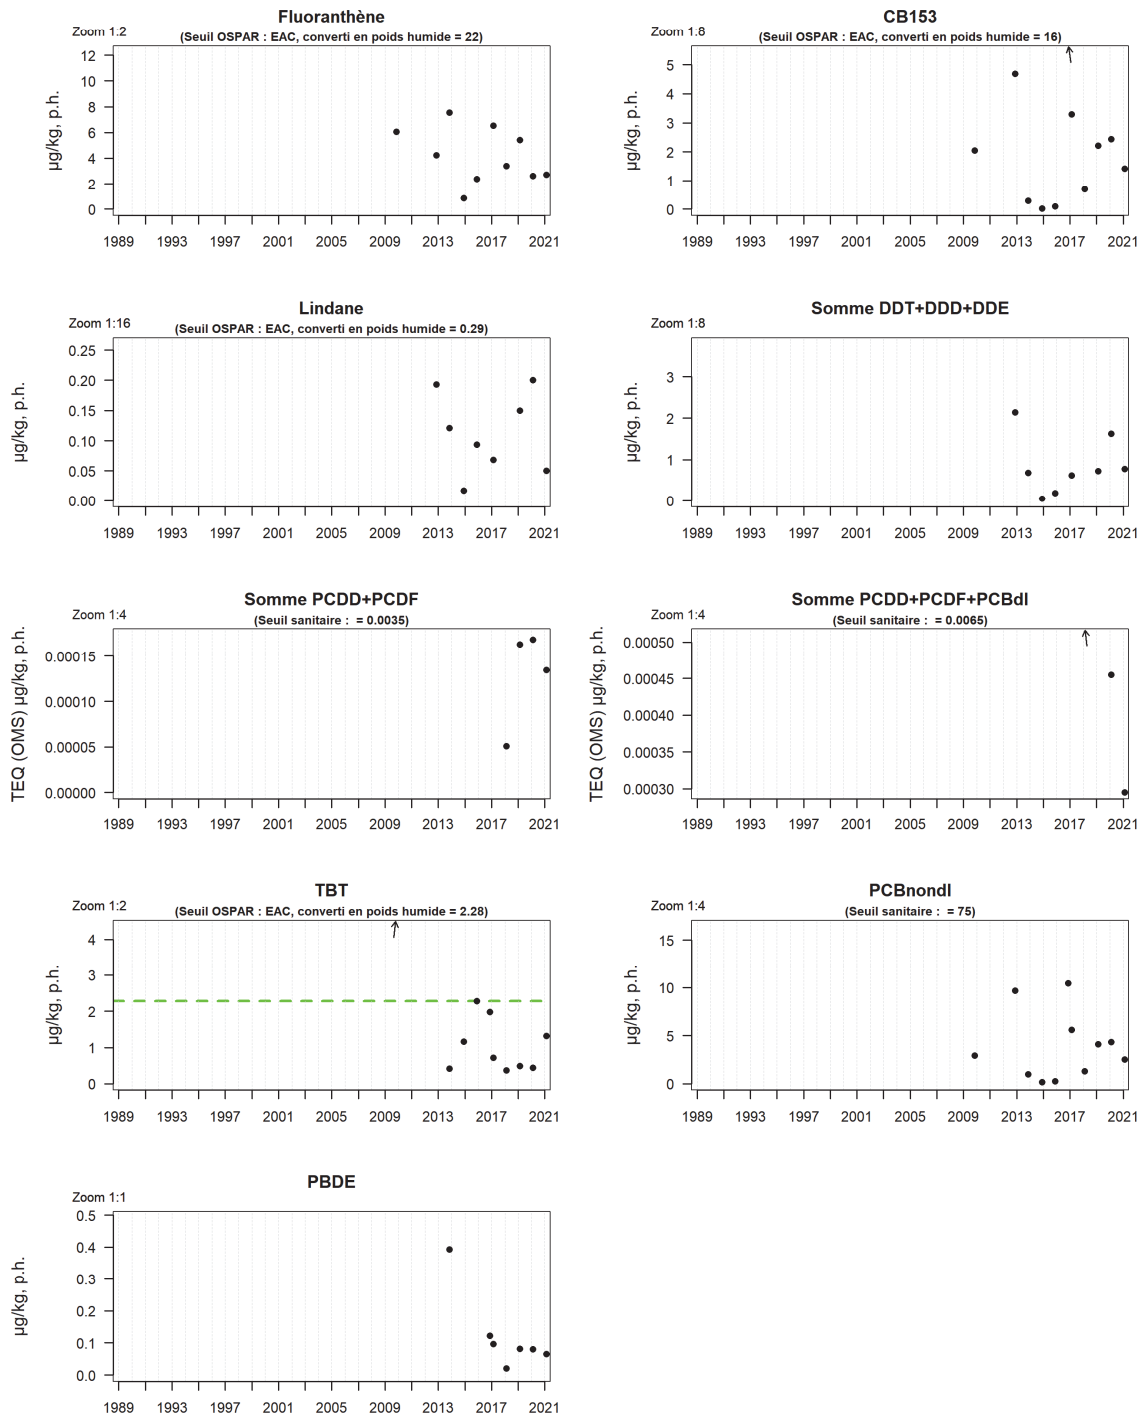 Fluoranthène
Zoom 1:2
(Seuil OSPAR : EAC, converti en poids humide = 22)
µg/kg, p.h.
12
10
8
6
4
2
0
1989 1993 1997 2001 2005 2009 2013 2017 2021
CB153
Zoom 1:8
(Seuil OSPAR : EAC, converti en poids humide = 16)
µg/kg, p.h.
5
4
3
2
1
0
1989 1993 1997 2001 2005 2009 2013 2017 2021
Lindane
Zoom 1:16
(Seuil OSPAR : EAC, converti en poids humide = 0.29)
µg/kg, p.h.
0.25
0.20
0.15
0.10
0.05
0.00
1989 1993 1997 2001 2005 2009 2013 2017 2021
Somme DDT+DDD+DDE
Zoom 1:8
µg/kg, p.h.
3
2
1
0
1989 1993 1997 2001 2005 2009 2013 2017 2021
Somme PCDD+PCDF
Zoom 1:4
(Seuil sanitaire : = 0.0035)
TEQ (OMS) µg/kg, p.h.
0.00015
0.00010
0.00005
0.00000
1989 1993 1997 2001 2005 2009 2013 2017 2021
Somme PCDD+PCDF+PCBdl
Zoom 1:4
(Seuil sanitaire : = 0.0065)
TEQ (OMS) µg/kg, p.h.
0.00050
0.00045
0.00040
0.00035
0.00030
1989 1993 1997 2001 2005 2009 2013 2017 2021
TBT
Zoom 1:2
(Seuil OSPAR : EAC, converti en poids humide = 2.28)
µg/kg, p.h.
4
3
2
1
0
1989 1993 1997 2001 2005 2009 2013 2017 2021
PCBnondl
Zoom 1:4
(Seuil sanitaire : = 75)
µg/kg, p.h.
15
10
5
0
1989 1993 1997 2001 2005 2009 2013 2017 2021
PBDE
Zoom 1:1
µg/kg, p.h.
0.5
0.4
0.3
0.2
0.1
0.0
1989 1993 1997 2001 2005 2009 2013 2017 2021